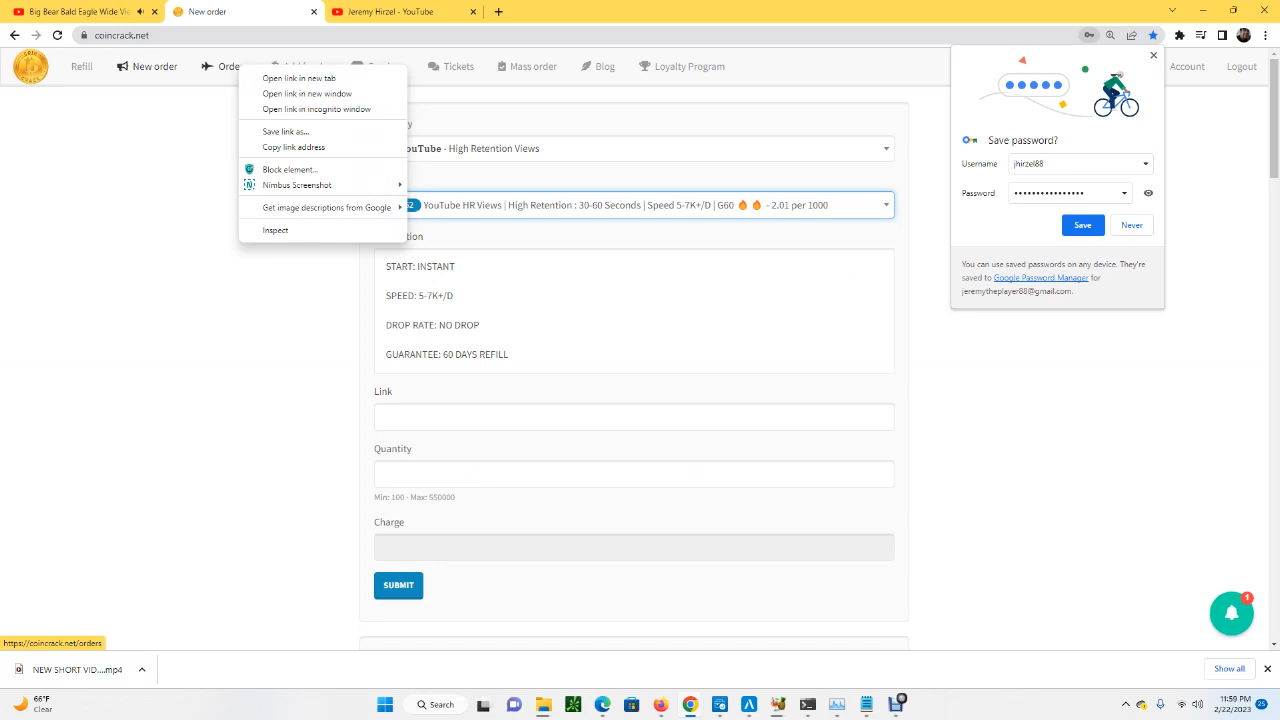 Big Bear Bald Eagle Wide Vi
New order
Jeremy Hirzel - YouTube
coincrack.net
Refill
New order
Orde
Tickets
Mass order
Blog
Loyalty Program
Account
Logout
Open link in new tab
Open link in new window
Open link in incognito window
Save link as...
Copy link address
Block element...
Nimbus Screenshot
Get image descriptions from Google
Inspect
y
ouTube - High Retention Views
62 YouTube HR Views | High Retention : 30-60 Seconds | Speed 5-7K+/D | G60 🔥 🔥 - 2.01 per 1000
tion
START: INSTANT
SPEED: 5-7K+/D
DROP RATE: NO DROP
GUARANTEE: 60 DAYS REFILL
Link
Quantity
Min: 100 - Max: 550000
Charge
SUBMIT
Save password?
Username
jhirzel88
Password
••••••••••••••••
Save
Never
You can use saved passwords on any device. They're
saved to Google Password Manager for
jeremytheplayer88@gmail.com.
1
https://coincrack.net/orders
NEW SHORT VID....mp4
Show all
66°F
Clear
Search
11:59 PM
2/22/2023
25